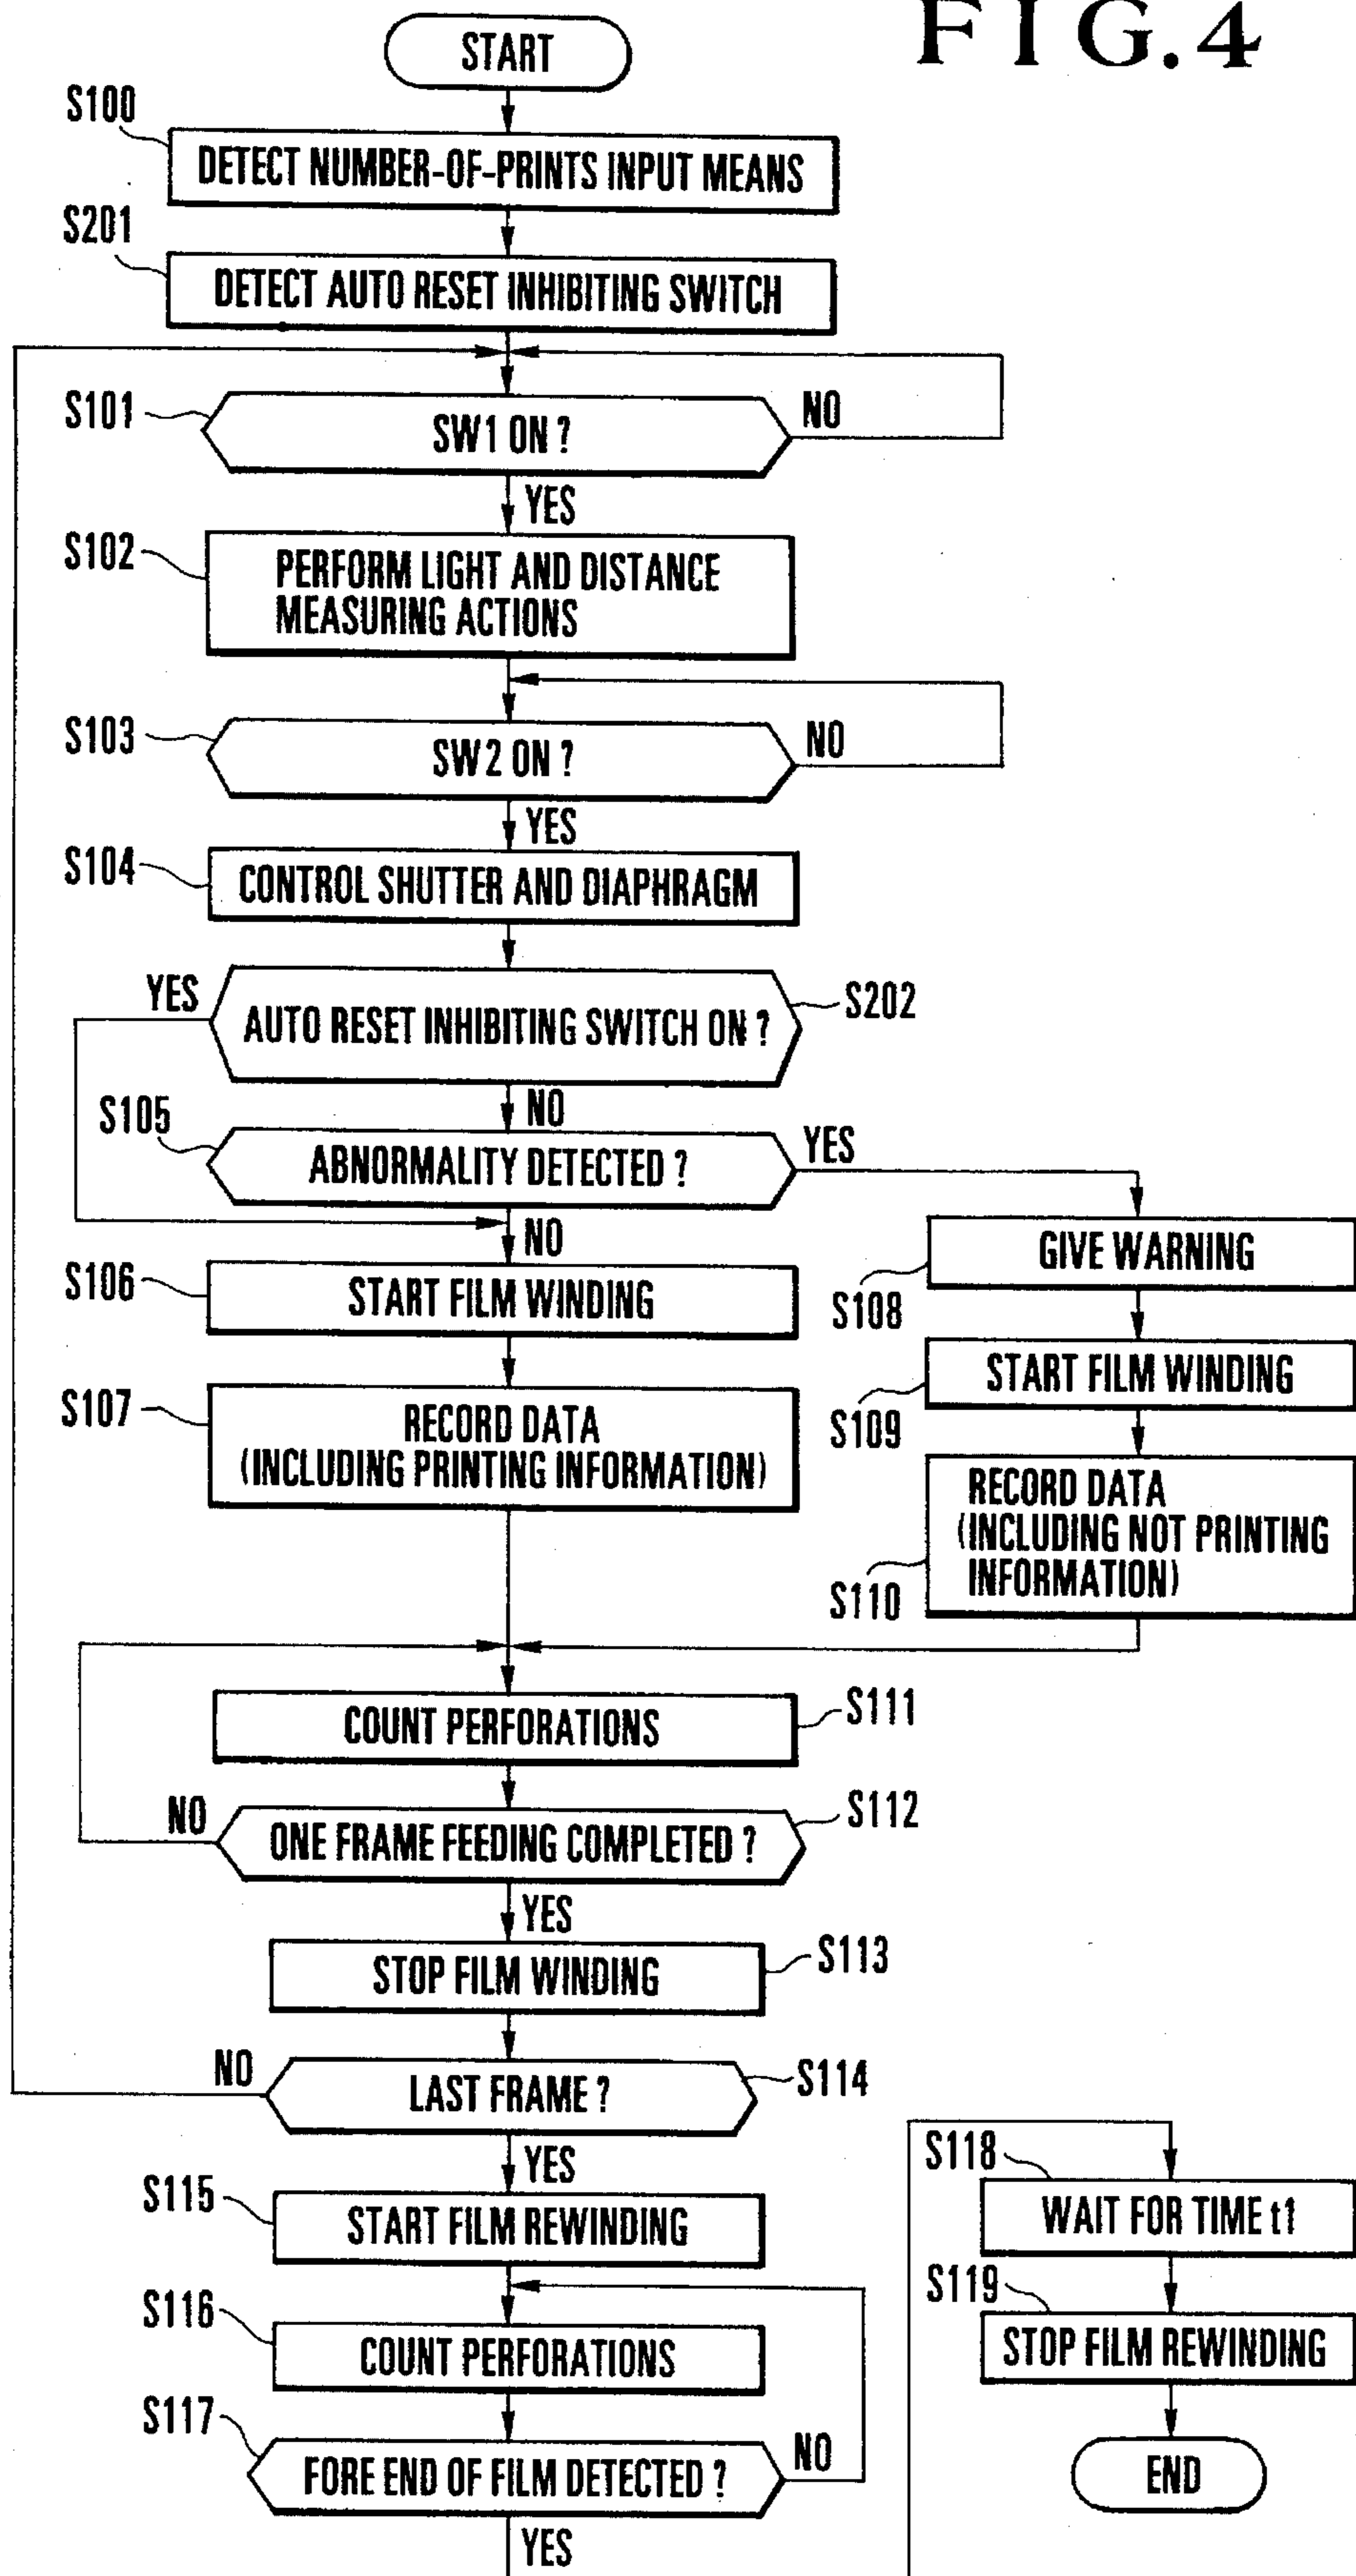 FIG.4
START
S100
DETECT NUMBER-OF-PRINTS INPUT MEANS
S201
DETECT AUTO RESET INHIBITING SWITCH
S101
SW1 ON ?
NO
YES
S102
PERFORM LIGHT AND DISTANCE
MEASURING ACTIONS
S103
SW2 ON ?
NO
YES
S104
CONTROL SHUTTER AND DIAPHRAGM
YES
AUTO RESET INHIBITING SWITCH ON ?
S202
NO
S105
ABNORMALITY DETECTED ?
YES
NO
S106
START FILM WINDING
GIVE WARNING
S108
START FILM WINDING
S109
S107
RECORD DATA
(INCLUDING PRINTING INFORMATION)
RECORD DATA
(INCLUDING NOT PRINTING
INFORMATION)
S110
COUNT PERFORATIONS
S111
NO
ONE FRAME FEEDING COMPLETED ?
S112
YES
STOP FILM WINDING
S113
NO
LAST FRAME ?
S114
YES
S115
START FILM REWINDING
S116
COUNT PERFORATIONS
S117
FORE END OF FILM DETECTED ?
NO
YES
S118
WAIT FOR TIME t1
S119
STOP FILM REWINDING
END